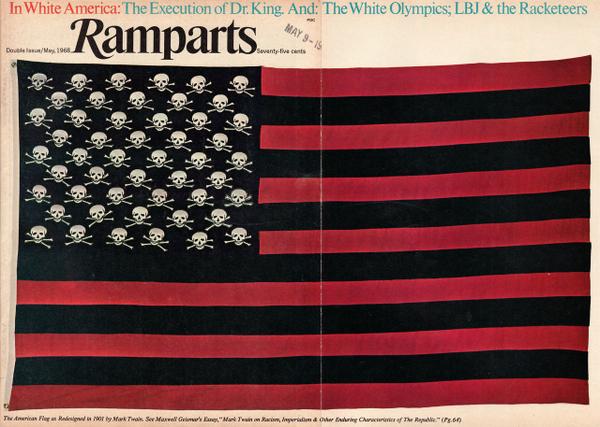 In White America: The Execution of Dr. King. And: The White Olympics; LBJ & the Racketeers
Ramparts
Double Issue/May, 1968
Seventy-five cents
MAY 9-19
The American Flag as Redesigned in 1901 by Mark Twain. See Maxwell Geismar's Essay, "Mark Twain on Racism, Imperialism & Other Enduring Characteristics of The Republic." (Pg.64)